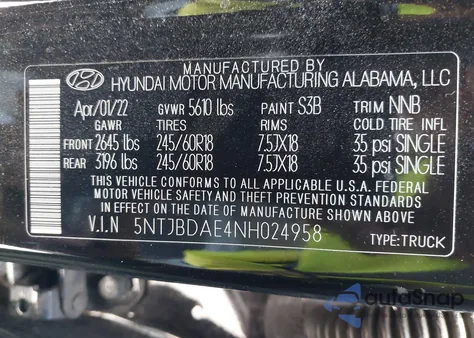 MANUFACTURED BY
HYUNDAI MOTOR MANUFACTURING ALABAMA, LLC
Apr/01/22 GVWR 5610 lbs PAINT S3B TRIM NNB
GAWR TIRES RIMS COLD TIRE INFL
FRONT 2645 lbs 245/60R18 7.5JX18 35 psi SINGLE
REAR 3196 lbs 245/60R18 7.5JX18 35 psi SINGLE
THIS VEHICLE CONFORMS TO ALL APPLICABLE U.S.A. FEDERAL
MOTOR VEHICLE SAFETY AND THEFT PREVENTION STANDARDS
IN EFFECT ON THE DATE OF MANUFACTURE SHOWN ABOVE
V.I.N 5NTJBDAE4NH024958 TYPE:TRUCK
autoSnap